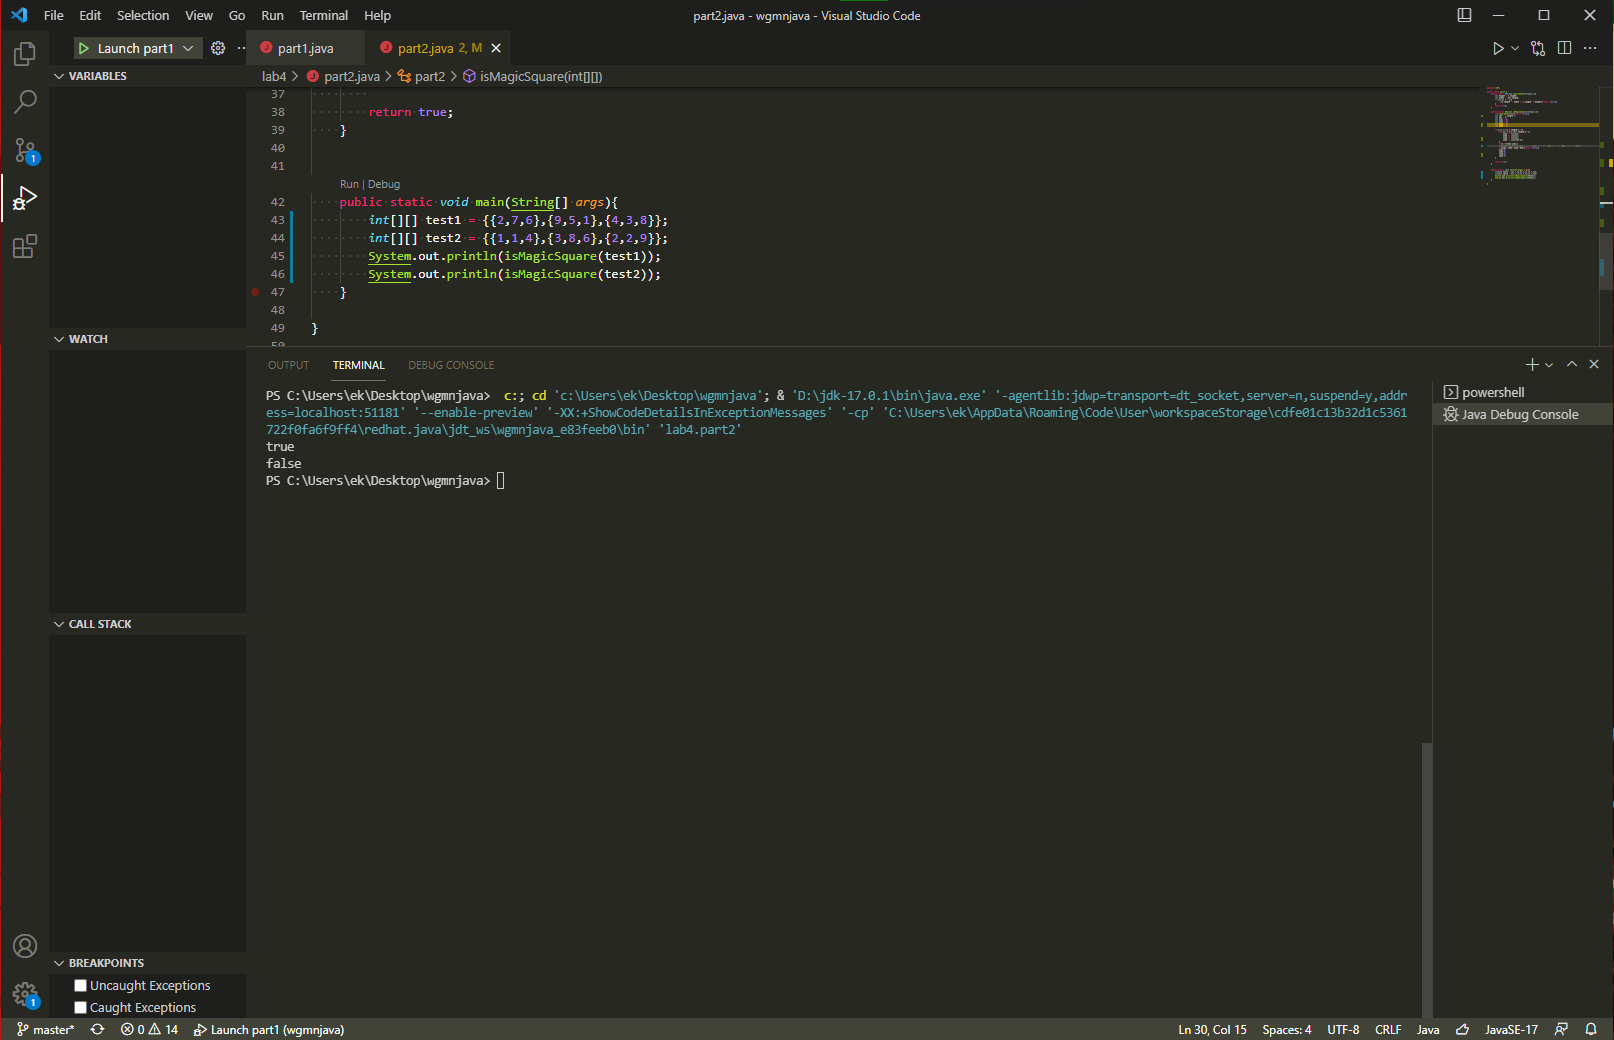 File Edit Selection View Go Run Terminal Help
part2.java - wgmnjava - Visual Studio Code
Launch part1
part1.java
part2.java 2, M
VARIABLES
lab4 > part2.java > part2 > isMagicSquare(int[][])
37
38 return true;
39 }
40
41
Run | Debug
42 public static void main(String[] args){
43 int[][] test1 = {{2,7,6},{9,5,1},{4,3,8}};
44 int[][] test2 = {{1,1,4},{3,8,6},{2,2,9}};
45 System.out.println(isMagicSquare(test1));
46 System.out.println(isMagicSquare(test2));
47 }
48
49 }
50
WATCH
OUTPUT TERMINAL DEBUG CONSOLE
PS C:\Users\ek\Desktop\wgmnjava>  c:; cd 'c:\Users\ek\Desktop\wgmnjava'; & 'D:\jdk-17.0.1\bin\java.exe' '-agentlib:jdwp=transport=dt_socket,server=n,suspend=y,addr
ess=localhost:51181' '--enable-preview' '-XX:+ShowCodeDetailsInExceptionMessages' '-cp' 'C:\Users\ek\AppData\Roaming\Code\User\workspaceStorage\cdfe01c13b32d1c5361
722f0fa6f9ff4\redhat.java\jdt_ws\wgmnjava_e83feeb0\bin' 'lab4.part2'
true
false
PS C:\Users\ek\Desktop\wgmnjava>
powershell
Java Debug Console
CALL STACK
BREAKPOINTS
Uncaught Exceptions
Caught Exceptions
1
1
master* 0 14 Launch part1 (wgmnjava)
Ln 30, Col 15 Spaces: 4 UTF-8 CRLF Java JavaSE-17